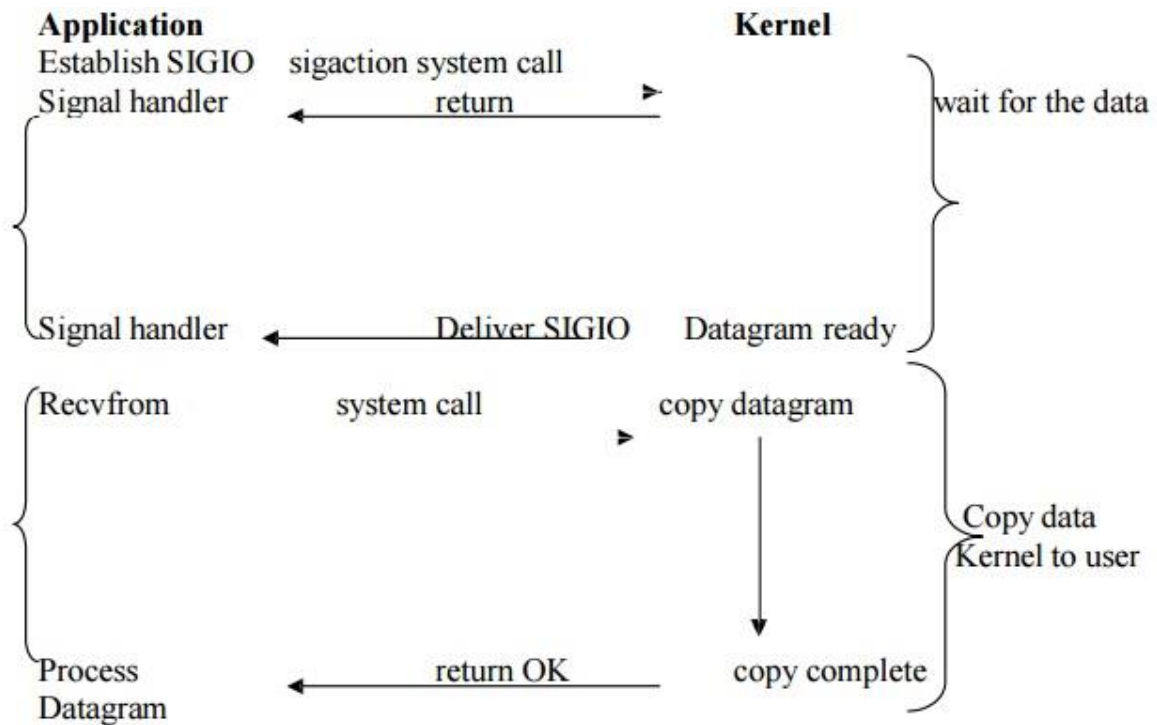 Application Kernel
Establish SIGIO sigaction system call
Signal handler return wait for the data
Signal handler Deliver SIGIO Datagram ready
Recvfrom system call copy datagram
Copy data
Kernel to user
Process return OK copy complete
Datagram